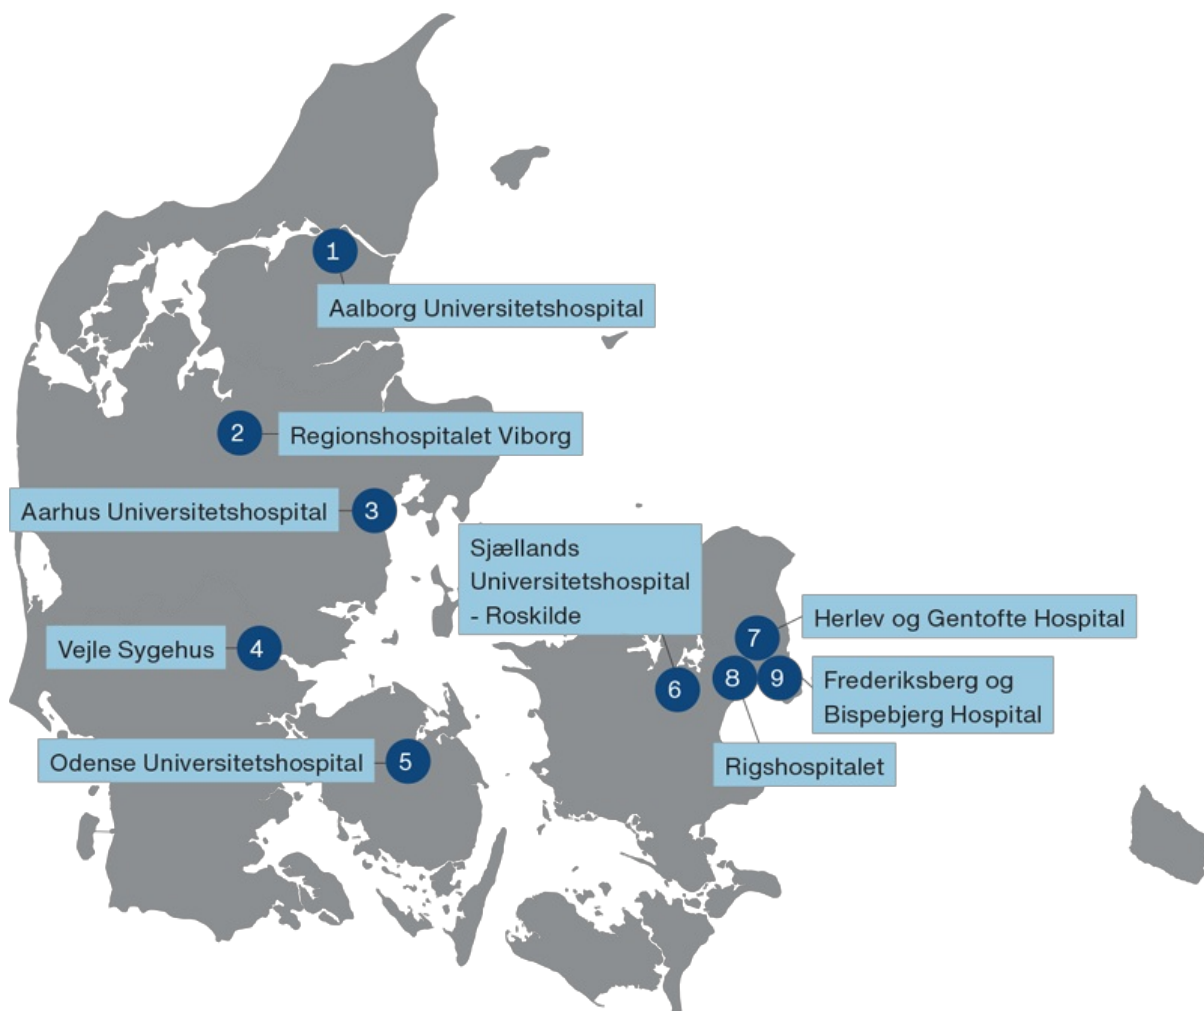 1
Aalborg Universitetshospital
2
Regionshospitalet Viborg
Aarhus Universitetshospital
3
Sjællands
Universitetshospital
- Roskilde
Vejle Sygehus
4
7
Herlev og Gentofte Hospital
6
8
9
Frederiksberg og
Bispebjerg Hospital
Odense Universitetshospital
5
Rigshospitalet